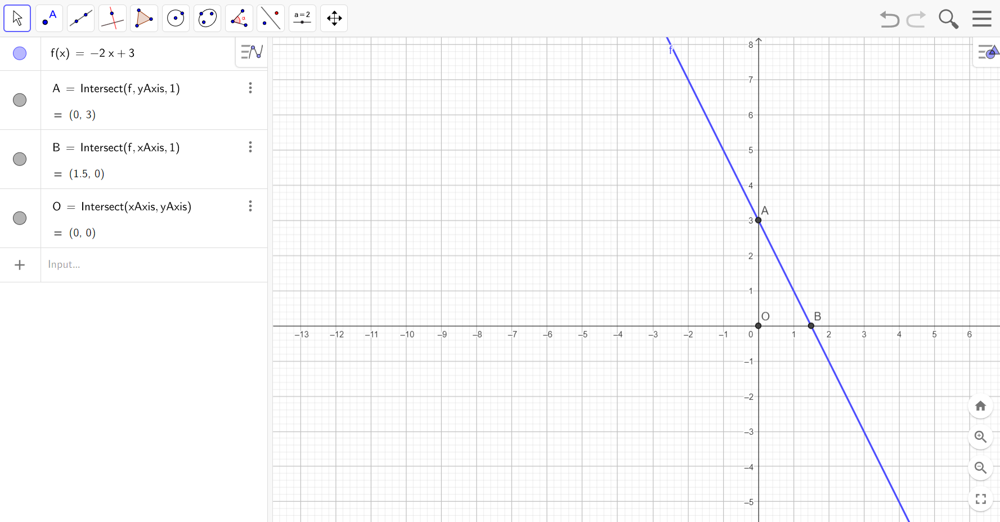 A
α
a=2
f(x) = −2 x + 3
A = Intersect(f, yAxis, 1)
= (0, 3)
B = Intersect(f, xAxis, 1)
= (1.5, 0)
O = Intersect(xAxis, yAxis)
= (0, 0)
+ Input...
f
8
7
6
5
4
A
3
2
1
O B
−13 −12 −11 −10 −9 −8 −7 −6 −5 −4 −3 −2 −1 0 1 2 3 4 5 6
−1
−2
−3
−4
−5